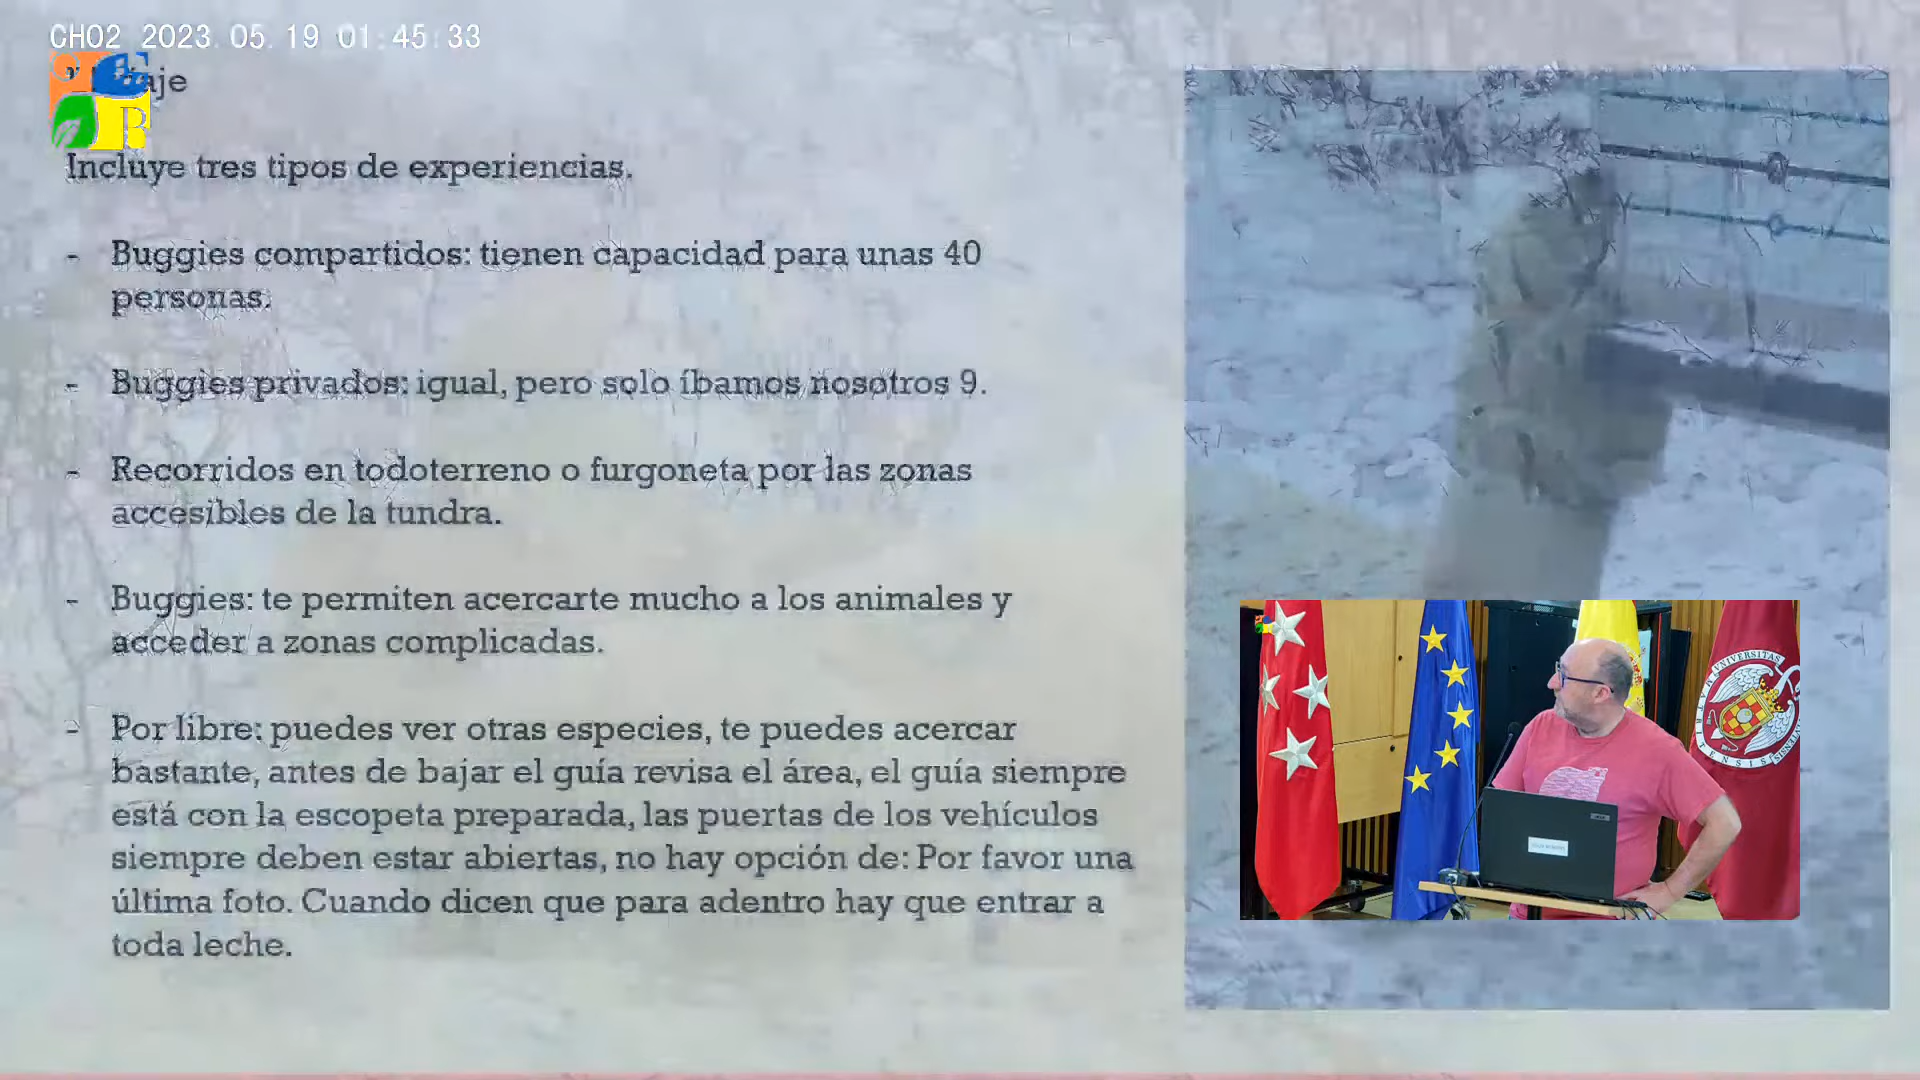 CH02 2023.05.19 01:45:33
Incluye tres tipos de experiencias.
- Buggies compartidos: tienen capacidad para unas 40
personas.
- Buggies privados: igual, pero solo íbamos nosotros 9.
- Recorridos en todoterreno o furgoneta por las zonas
accesibles de la tundra.
- Buggies: te permiten acercarte mucho a los animales y
acceder a zonas complicadas.
- Por libre: puedes ver otras especies, te puedes acercar
bastante, antes de bajar el guía revisa el área, el guía siempre
está con la escopeta preparada, las puertas de los vehículos
siempre deben estar abiertas, no hay opción de: Por favor una
última foto. Cuando dicen que para adentro hay que entrar a
toda leche.